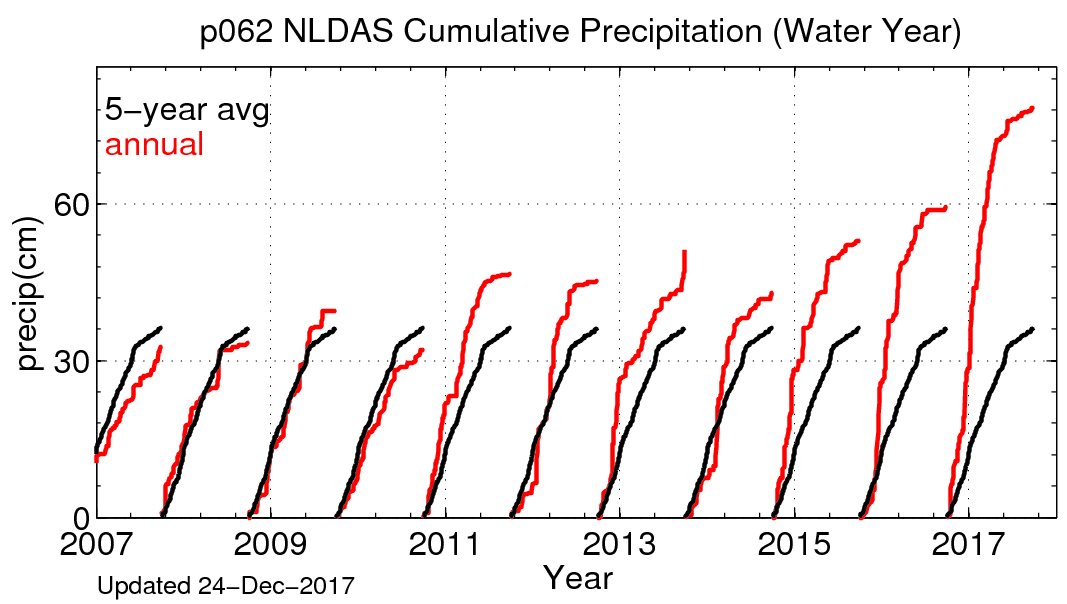 p062 NLDAS Cumulative Precipitation (Water Year)
5−year avg
annual
precip(cm)
60
30
0
2007 2009 2011 2013 2015 2017
Year
Updated 24−Dec−2017